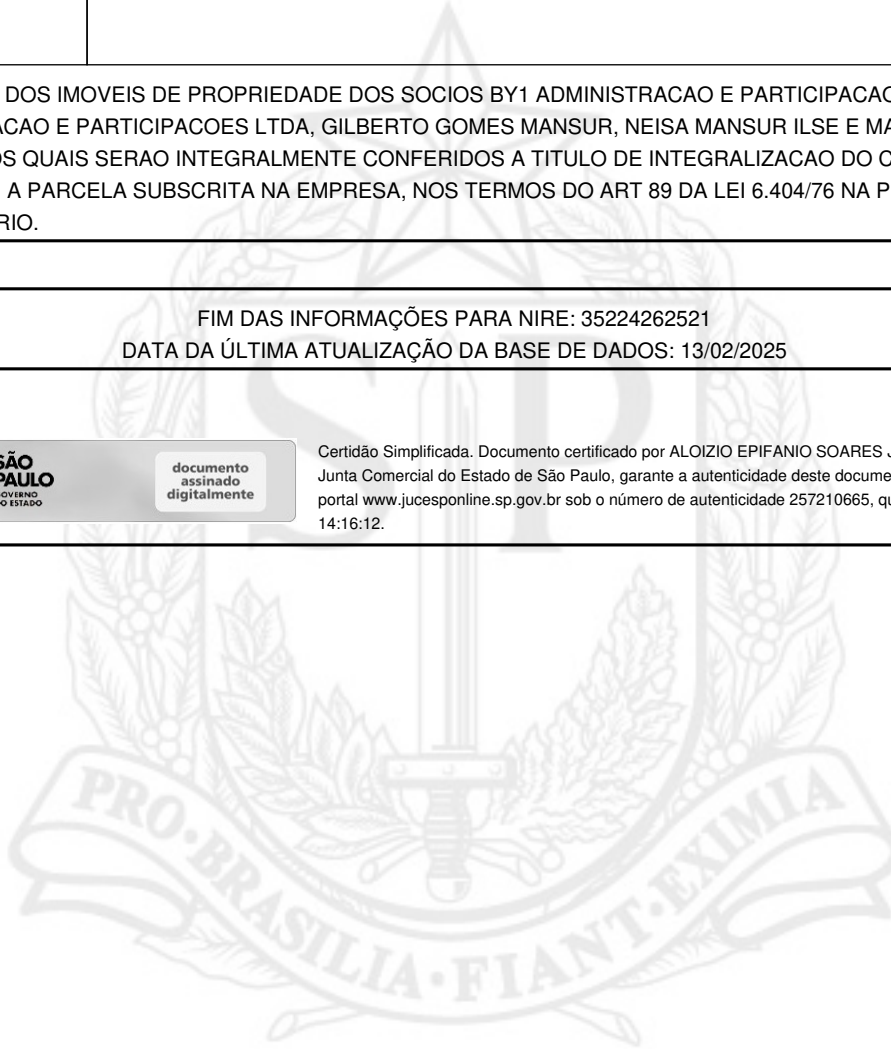 DOS IMOVEIS DE PROPRIEDADE DOS SOCIOS BY1 ADMINISTRACAO E PARTICIPACAO
ACAO E PARTICIPACOES LTDA, GILBERTO GOMES MANSUR, NEISA MANSUR ILSE E MA
OS QUAIS SERAO INTEGRALMENTE CONFERIDOS A TITULO DE INTEGRALIZACAO DO C
A PARCELA SUBSCRITA NA EMPRESA, NOS TERMOS DO ART 89 DA LEI 6.404/76 NA P
RIO.
FIM DAS INFORMAÇÕES PARA NIRE: 35224262521
DATA DA ÚLTIMA ATUALIZAÇÃO DA BASE DE DADOS: 13/02/2025
SÃO
PAULO
GOVERNO
DO ESTADO
documento
assinado
digitalmente
Certidão Simplificada. Documento certificado por ALOIZIO EPIFANIO SOARES J
Junta Comercial do Estado de São Paulo, garante a autenticidade deste docume
portal www.jucesponline.sp.gov.br sob o número de autenticidade 257210665, qu
14:16:12.
SP
PRO·BRASILIA·FIANT·EXIMIA